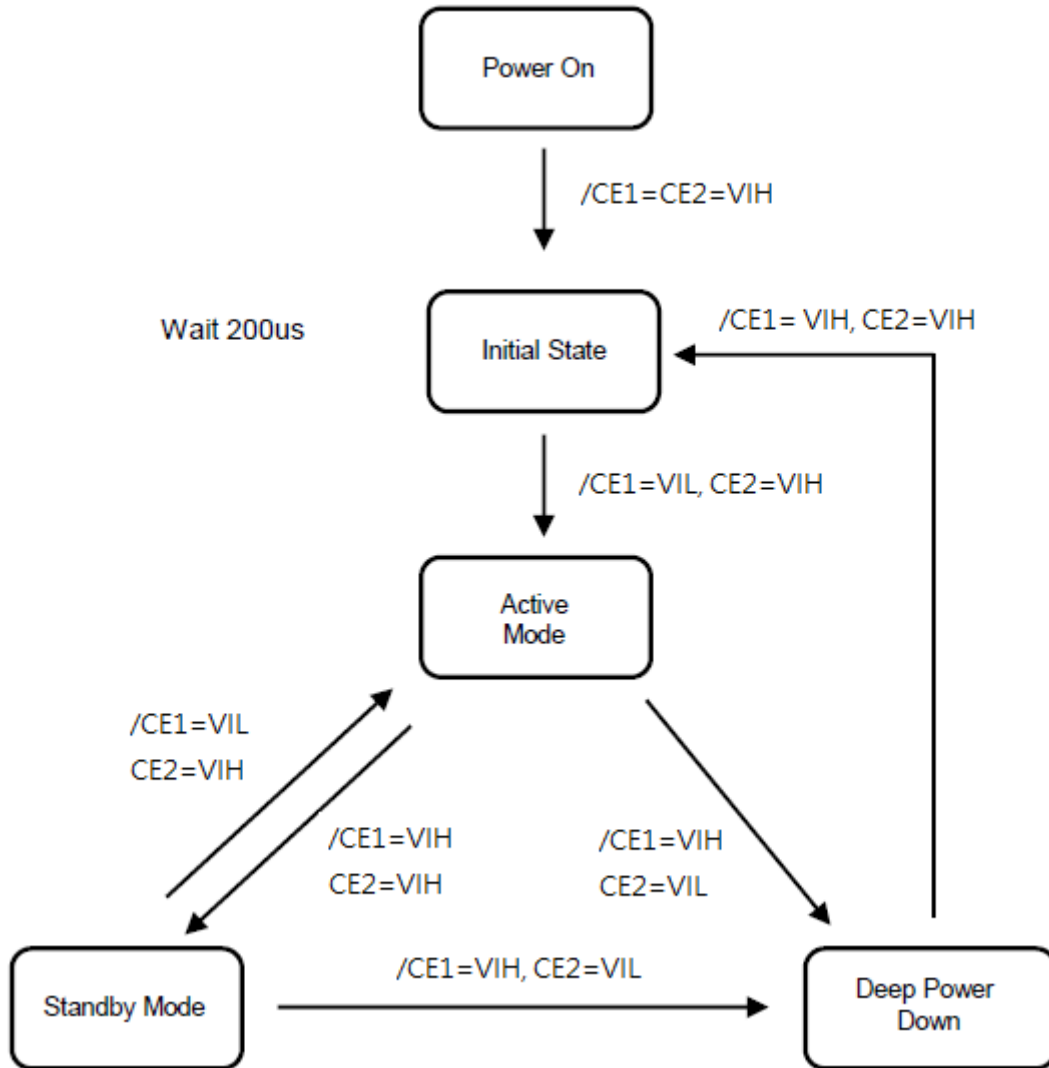 Power On
/CE1=CE2=VIH
Wait 200us
Initial State
/CE1= VIH, CE2=VIH
/CE1=VIL, CE2=VIH
Active
Mode
/CE1=VIL
CE2=VIH
/CE1=VIH
CE2=VIH
/CE1=VIH
CE2=VIL
Standby Mode
/CE1=VIH, CE2=VIL
Deep Power
Down